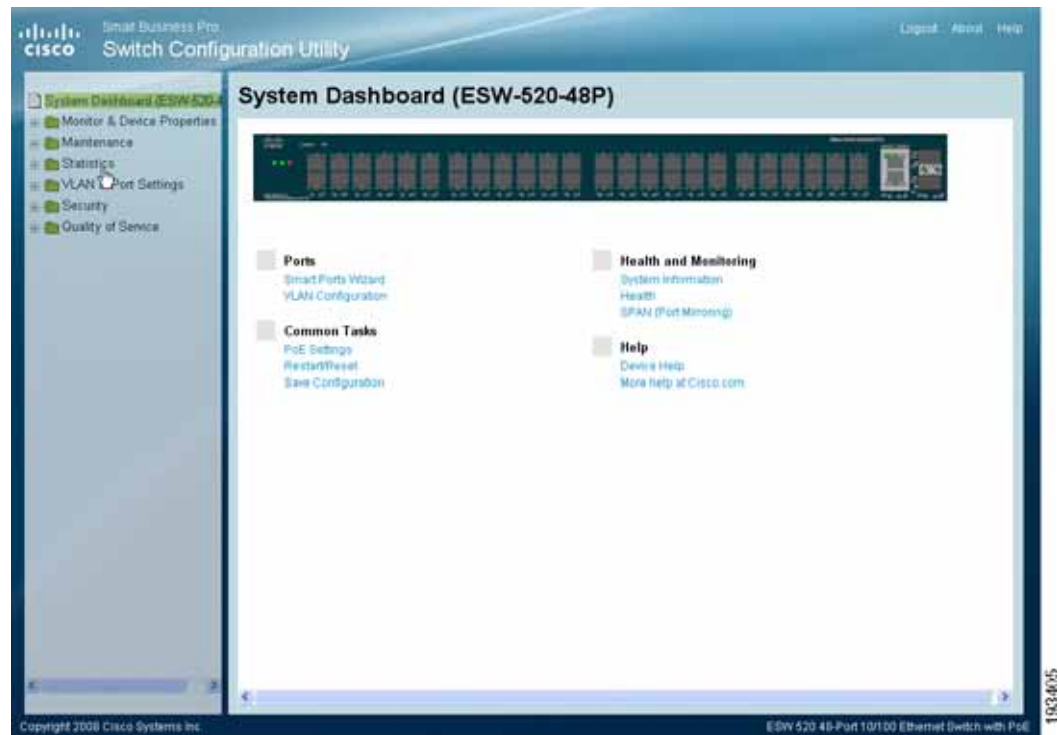 CISCO
Small Business Pro
Switch Configuration Utility
Logout About Help
System Dashboard (ESW-520-4
Monitor & Device Properties
Maintenance
Statistics
VLAN & Port Settings
Security
Quality of Service
System Dashboard (ESW-520-48P)
Ports
Smart Ports Wizard
VLAN Configuration
Common Tasks
PoE Settings
Restart/Reset
Save Configuration
Health and Monitoring
System Information
Health
SPAN (Port Mirroring)
Help
Device Help
More help at Cisco.com
Copyright 2008 Cisco Systems Inc.
ESW 520 48-Port 10/100 Ethernet Switch with PoE
193405